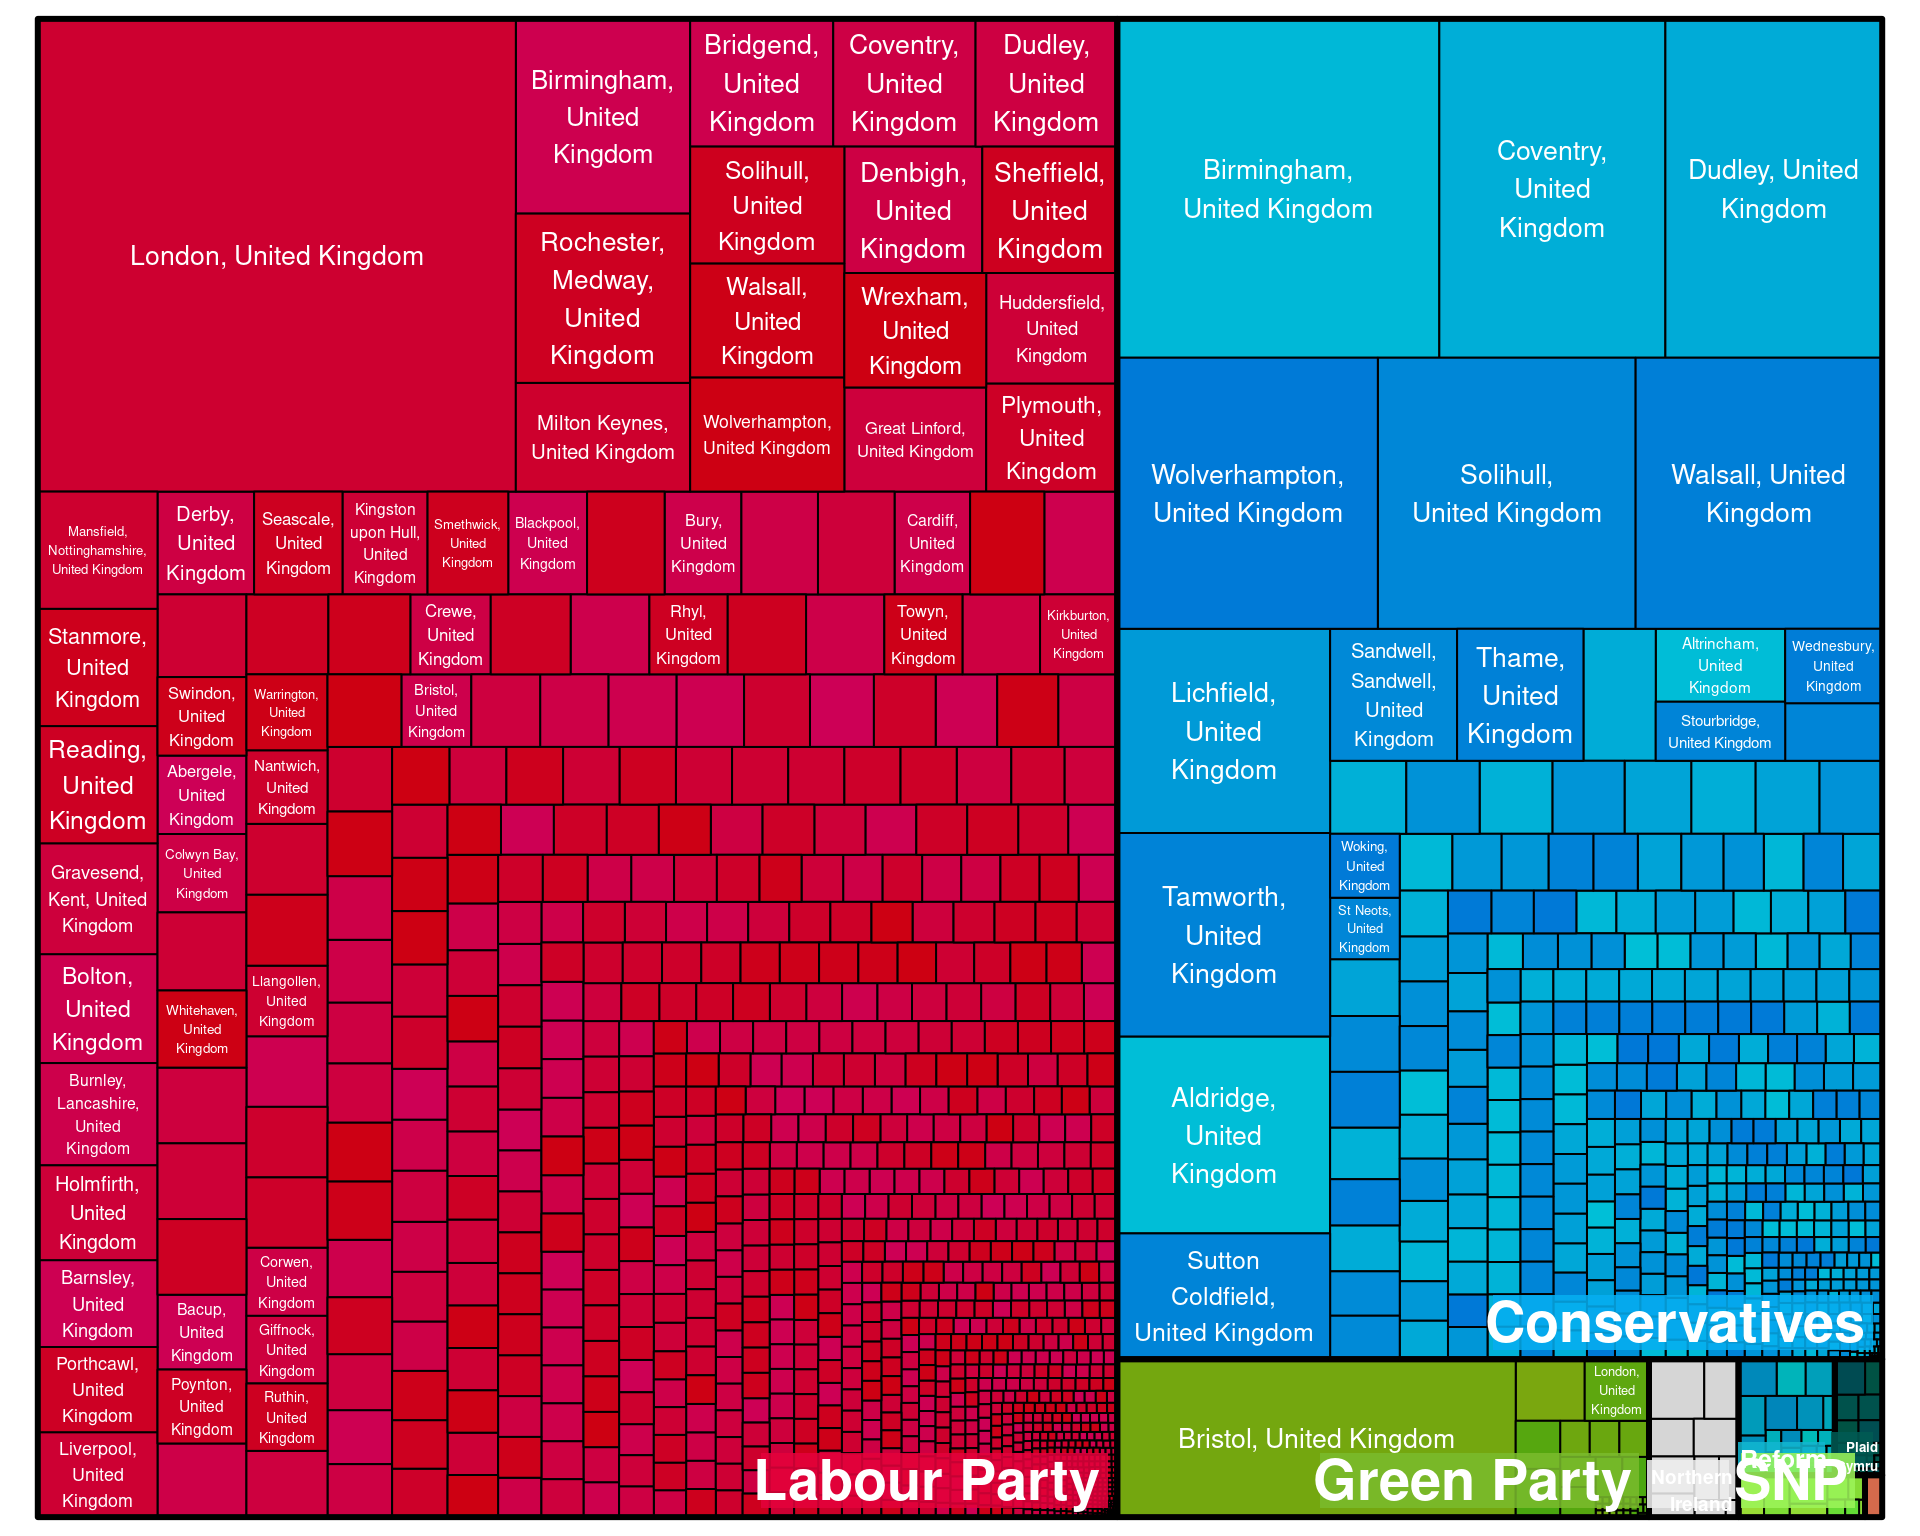 London, United Kingdom
Birmingham,
United
Kingdom
Rochester,
Medway,
United
Kingdom
Milton Keynes,
United Kingdom
Bridgend,
United
Kingdom
Coventry,
United
Kingdom
Dudley,
United
Kingdom
Solihull,
United
Kingdom
Walsall,
United
Kingdom
Wolverhampton,
United Kingdom
Denbigh,
United
Kingdom
Sheffield,
United
Kingdom
Wrexham,
United
Kingdom
Huddersfield,
United
Kingdom
Great Linford,
United Kingdom
Plymouth,
United
Kingdom
Mansfield,
Nottinghamshire,
United Kingdom
Stanmore,
United
Kingdom
Reading,
United
Kingdom
Gravesend,
Kent, United
Kingdom
Bolton,
United
Kingdom
Burnley,
Lancashire,
United
Kingdom
Holmfirth,
United
Kingdom
Barnsley,
United
Kingdom
Porthcawl,
United
Kingdom
Liverpool,
United
Kingdom
Derby,
United
Kingdom
Seascale,
United
Kingdom
Kingston
upon Hull,
United
Kingdom
Smethwick,
United
Kingdom
Blackpool,
United
Kingdom
Bury,
United
Kingdom
Cardiff,
United
Kingdom
Crewe,
United
Kingdom
Rhyl,
United
Kingdom
Towyn,
United
Kingdom
Kirkburton,
United
Kingdom
Swindon,
United
Kingdom
Abergele,
United
Kingdom
Colwyn Bay,
United
Kingdom
Whitehaven,
United
Kingdom
Bacup,
United
Kingdom
Poynton,
United
Kingdom
Warrington,
United
Kingdom
Nantwich,
United
Kingdom
Llangollen,
United
Kingdom
Corwen,
United
Kingdom
Giffnock,
United
Kingdom
Ruthin,
United
Kingdom
Bristol,
United
Kingdom
Labour Party
Birmingham,
United Kingdom
Coventry,
United
Kingdom
Dudley, United
Kingdom
Wolverhampton,
United Kingdom
Solihull,
United Kingdom
Walsall, United
Kingdom
Lichfield,
United
Kingdom
Tamworth,
United
Kingdom
Aldridge,
United
Kingdom
Sutton
Coldfield,
United Kingdom
Sandwell,
Sandwell,
United
Kingdom
Thame,
United
Kingdom
Altrincham,
United
Kingdom
Stourbridge,
United Kingdom
Wednesbury,
United
Kingdom
Woking,
United
Kingdom
St Neots,
United
Kingdom
Conservatives
Bristol, United Kingdom
London,
United
Kingdom
Green Party
Northern
Ireland
Reform
SNP
Plaid
Cymru